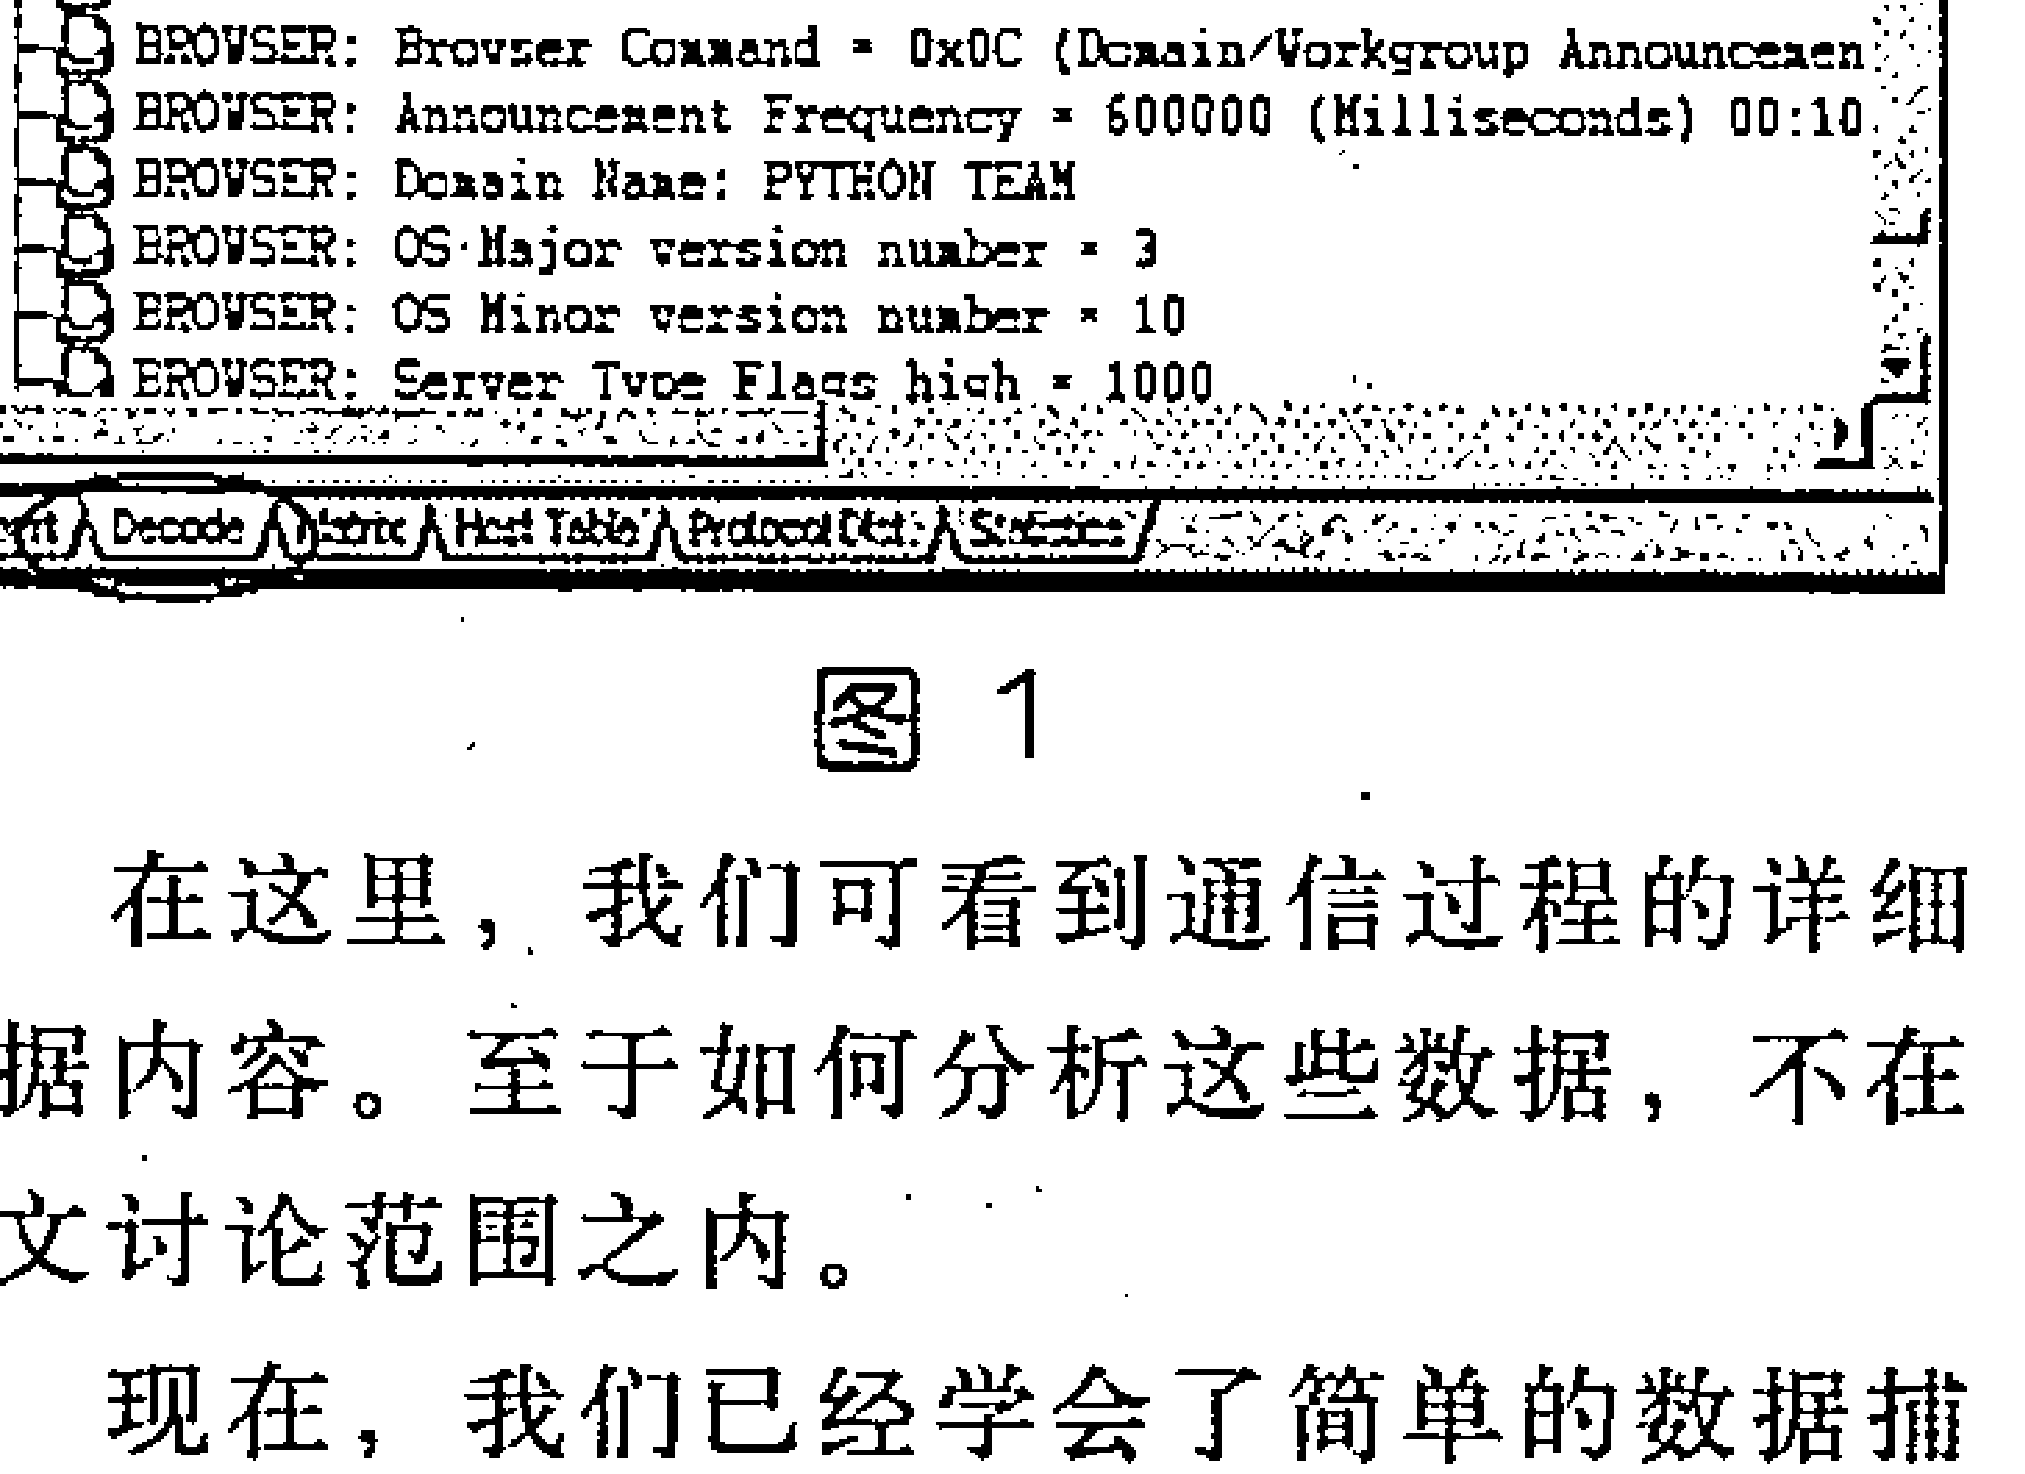 BROWSER: Browser Command = 0x0C (Domain/Workgroup Announcemen
BROWSER: Announcement Frequency = 600000 (Milliseconds) 00:10
BROWSER: Domain Name: PYTHON TEAM
BROWSER: OS Major version number = 3
BROWSER: OS Minor version number = 10
BROWSER: Server Type Flags high = 1000
Decode Matrix Host Table Protocol Dist. Statistics
图 1
在这里，我们可看到通信过程的详细
据内容。至于如何分析这些数据，不在
文讨论范围之内。
现在，我们已经学会了简单的数据捕